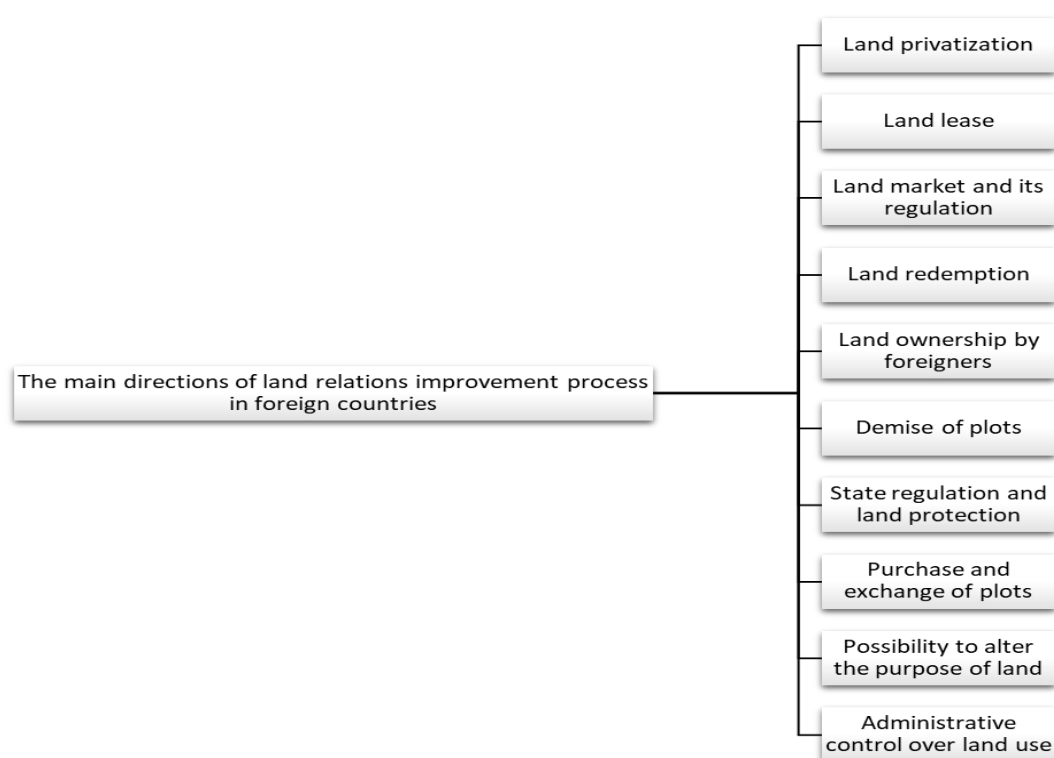 Land privatization
Land lease
Land market and its
regulation
Land redemption
Land ownership by
foreigners
The main directions of land relations improvement process
in foreign countries
Demise of plots
State regulation and
land protection
Purchase and
exchange of plots
Possibility to alter
the purpose of land
Administrative
control over land use